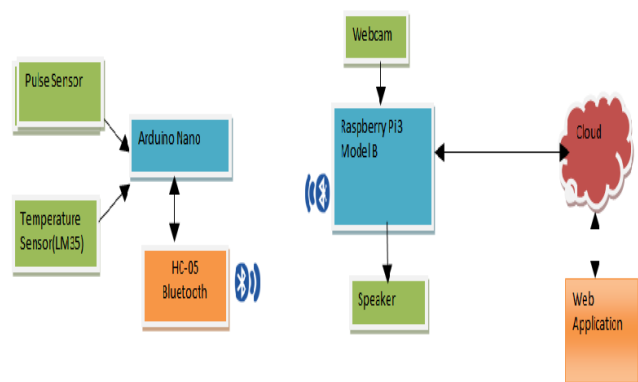 Webcam
Pulse Sensor
Arduino Nano
Raspberry Pi3
Model B
Cloud
Temperature
Sensor(LM35)
HC-05
Bluetooth
Speaker
Web
Application